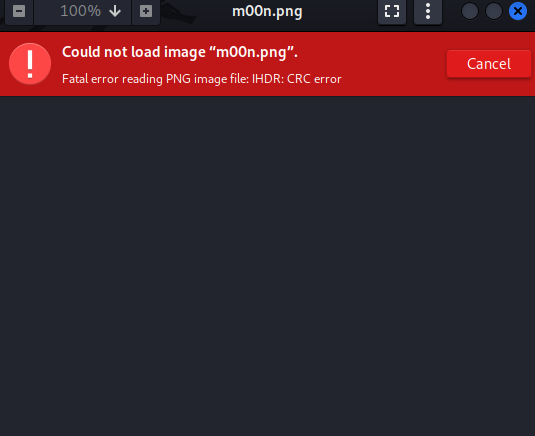 100%
m00n.png
Could not load image “m00n.png”.
Fatal error reading PNG image file: IHDR: CRC error
Cancel